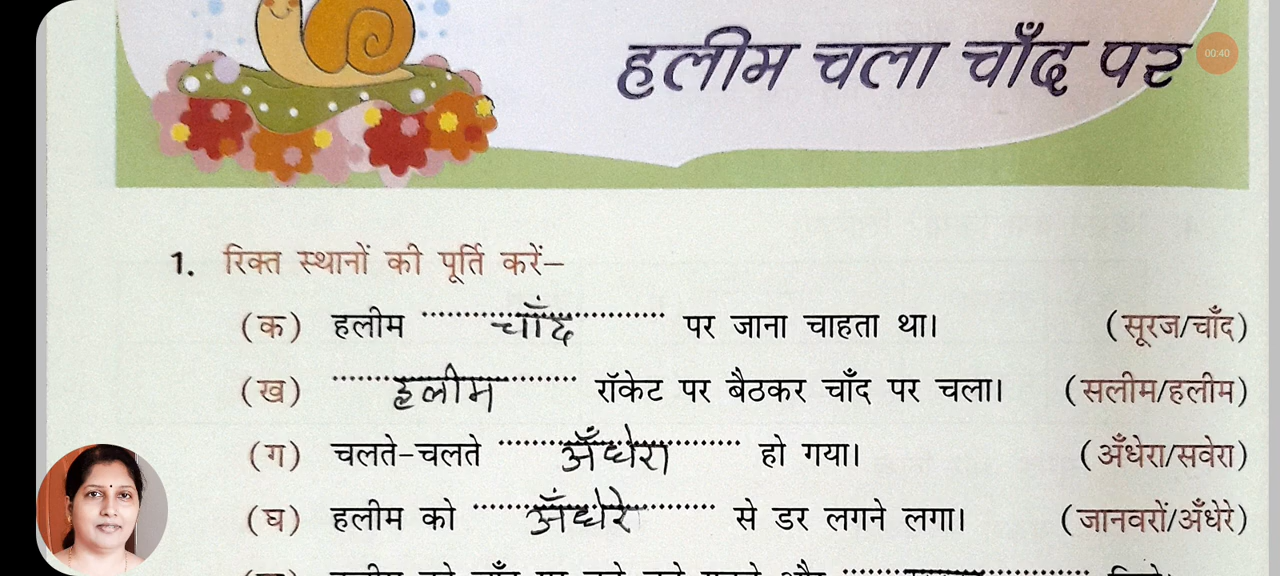 हलीम चला चाँद पर
00:40
1. रिक्त स्थानों की पूर्ति करें–
(क) हलीम ........चाँद........ पर जाना चाहता था। (सूरज/चाँद)
(ख) ........हलीम........ रॉकेट पर बैठकर चाँद पर चला। (सलीम/हलीम)
(ग) चलते-चलते ........अँधेरा........ हो गया। (अँधेरा/सवेरा)
(घ) हलीम को ........अँधेरे........ से डर लगने लगा। (जानवरों/अँधेरे)